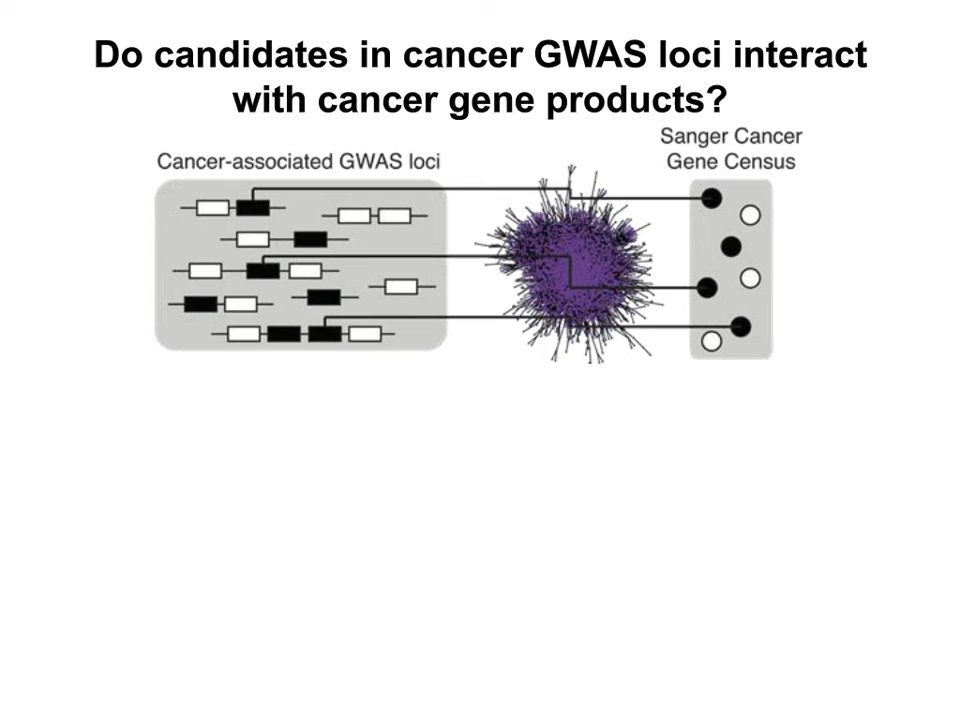 Do candidates in cancer GWAS loci interact
with cancer gene products?
Sanger Cancer
Gene Census
Cancer-associated GWAS loci